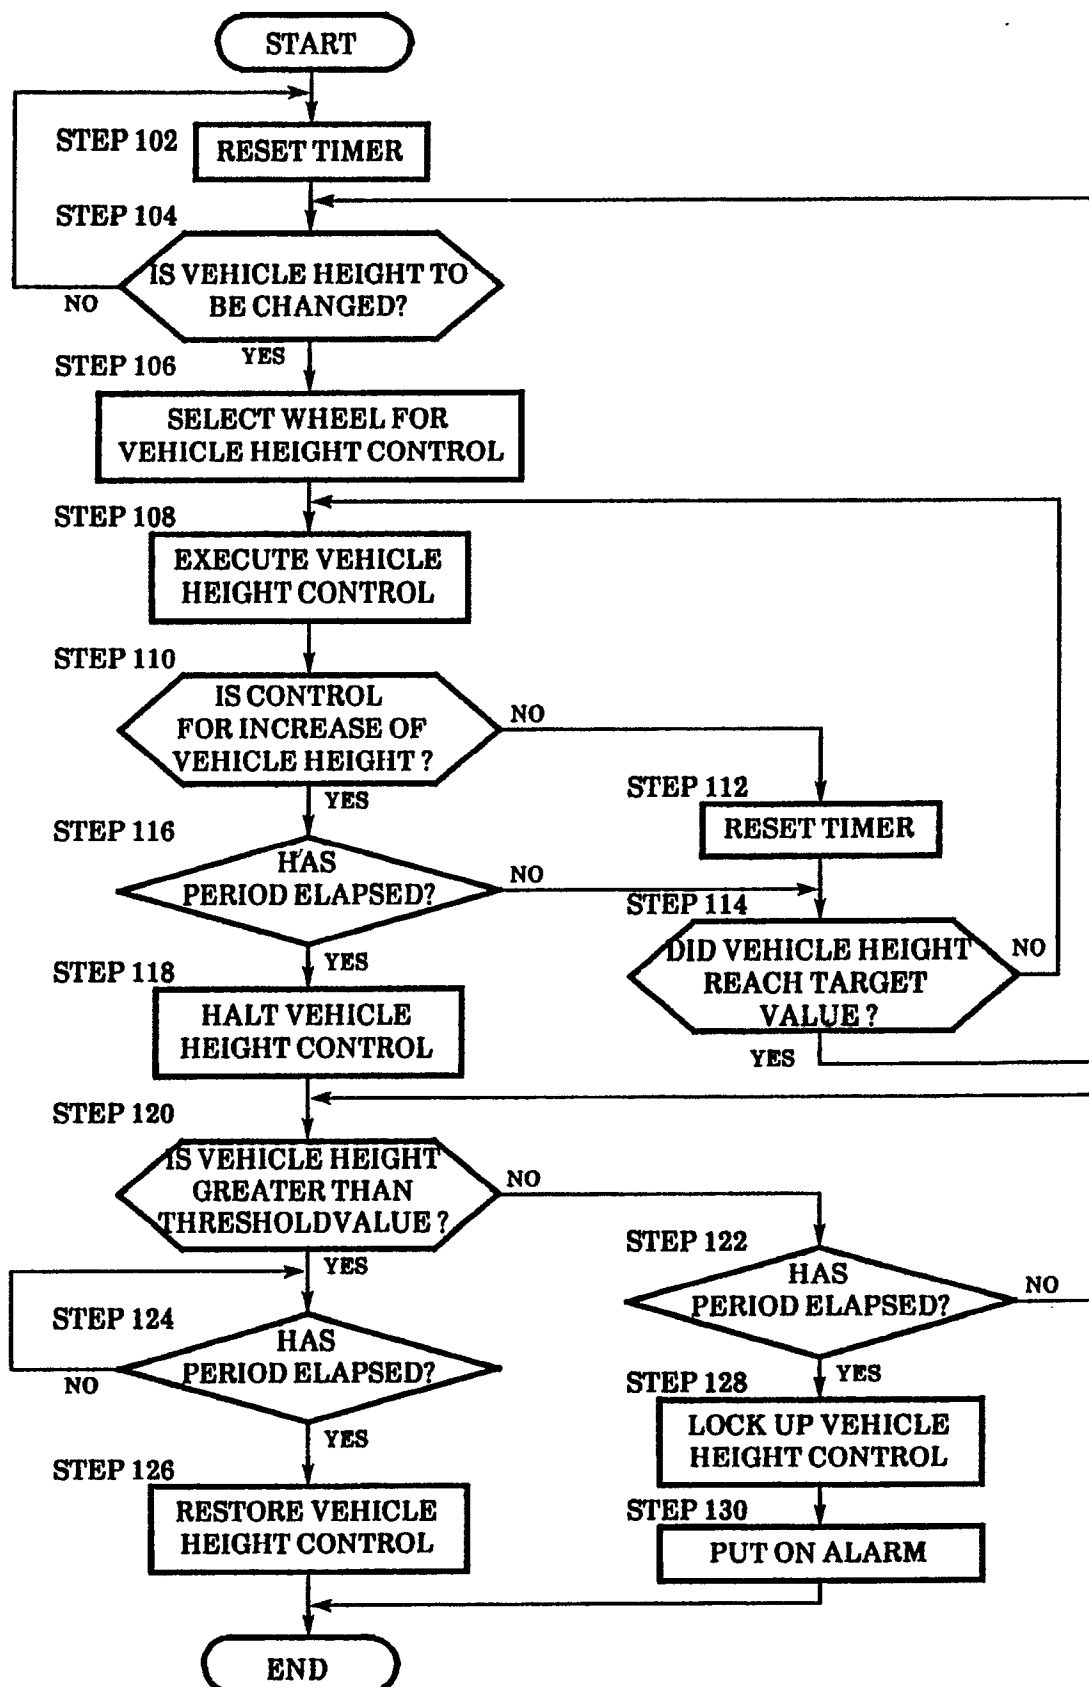 START
STEP 102
RESET TIMER
STEP 104
IS VEHICLE HEIGHT TO
BE CHANGED?
NO
YES
STEP 106
SELECT WHEEL FOR
VEHICLE HEIGHT CONTROL
STEP 108
EXECUTE VEHICLE
HEIGHT CONTROL
STEP 110
IS CONTROL
FOR INCREASE OF
VEHICLE HEIGHT ?
NO
YES
STEP 112
RESET TIMER
STEP 116
HAS
PERIOD ELAPSED?
NO
YES
STEP 114
DID VEHICLE HEIGHT
REACH TARGET
VALUE ?
NO
YES
STEP 118
HALT VEHICLE
HEIGHT CONTROL
STEP 120
IS VEHICLE HEIGHT
GREATER THAN
THRESHOLD VALUE ?
NO
YES
STEP 122
HAS
PERIOD ELAPSED?
NO
YES
STEP 124
HAS
PERIOD ELAPSED?
NO
YES
STEP 128
LOCK UP VEHICLE
HEIGHT CONTROL
STEP 126
RESTORE VEHICLE
HEIGHT CONTROL
STEP 130
PUT ON ALARM
END